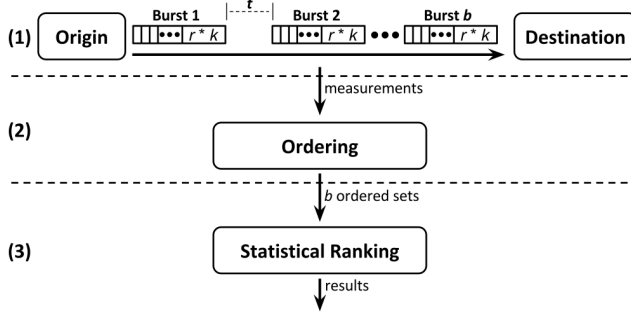 t
Burst 1 Burst 2 Burst b
(1) Origin ••• r * k ••• r * k ••• ••• r * k Destination
measurements
(2) Ordering
b ordered sets
(3) Statistical Ranking
results